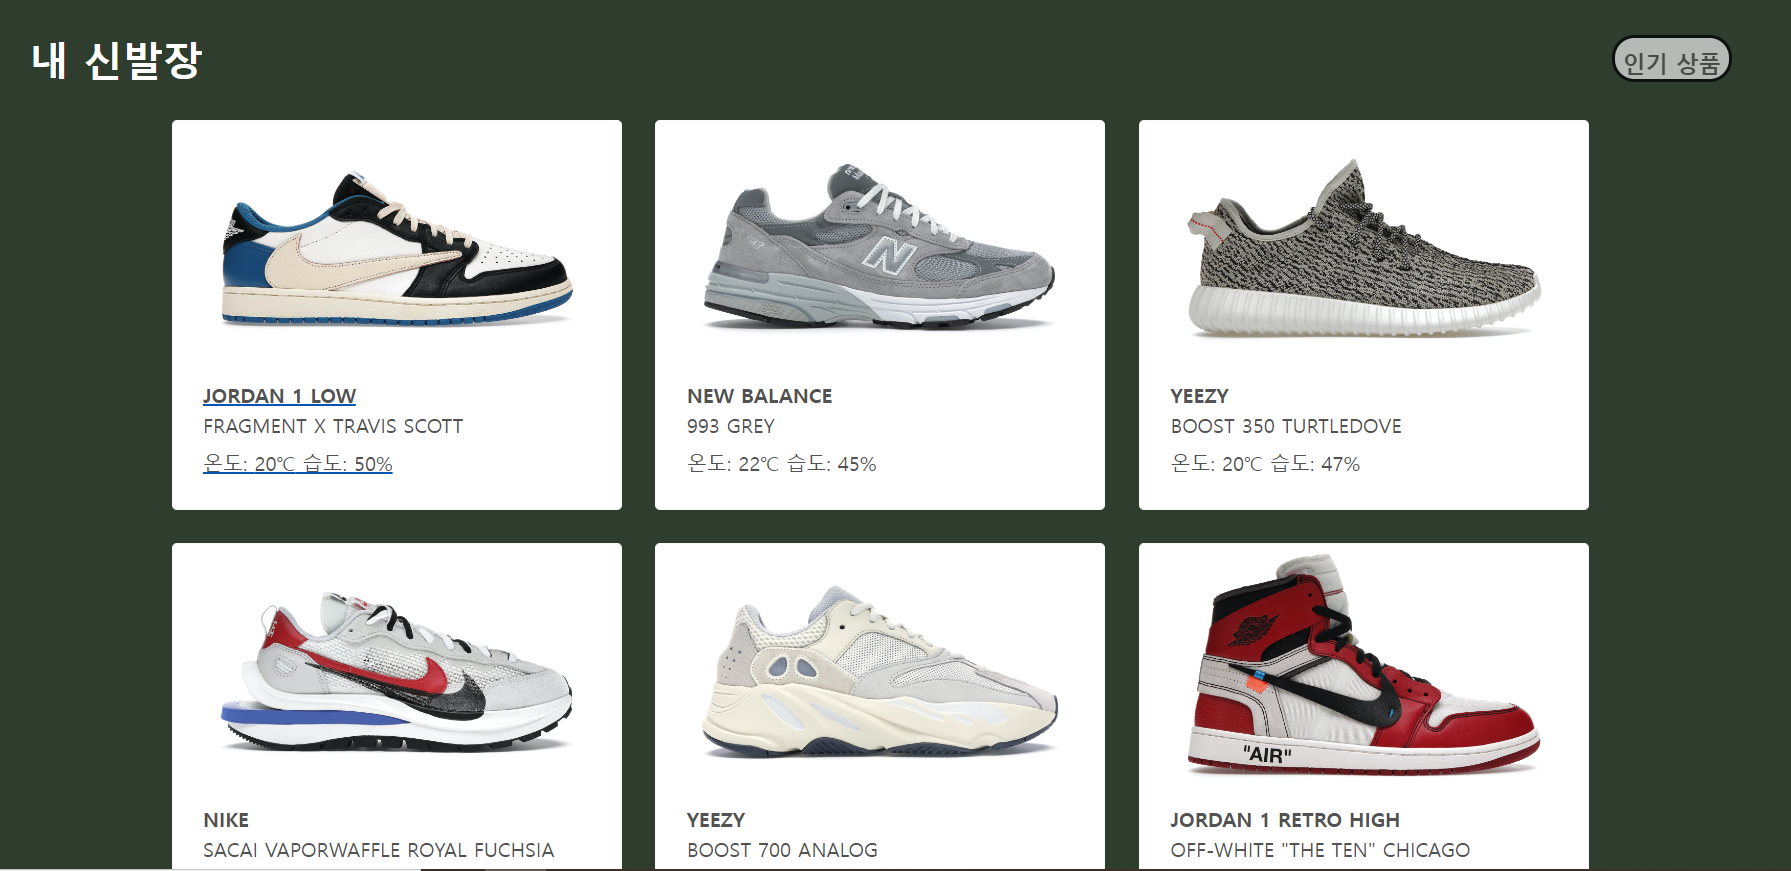 내 신발장
인기 상품
JORDAN 1 LOW
FRAGMENT X TRAVIS SCOTT
온도: 20℃ 습도: 50%
N
NEW BALANCE
993 GREY
온도: 22℃ 습도: 45%
YEEZY
BOOST 350 TURTLEDOVE
온도: 20℃ 습도: 47%
NIKE
SACAI VAPORWAFFLE ROYAL FUCHSIA
YEEZY
BOOST 700 ANALOG
"AIR"
JORDAN 1 RETRO HIGH
OFF-WHITE "THE TEN" CHICAGO